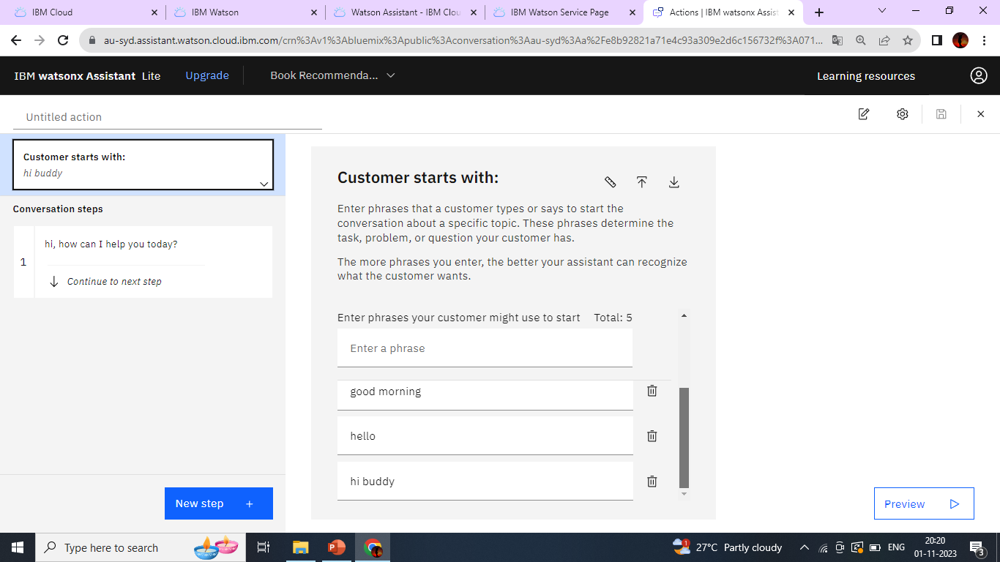 IBM Cloud
IBM Watson
Watson Assistant - IBM Clou
IBM Watson Service Page
Actions | IBM watsonx Assist
au-syd.assistant.watson.cloud.ibm.com/crn%3Av1%3Abluemix%3Apublic%3Aconversation%3Aau-syd%3Aa%2Fe8b92821a71e4c93a309e2d6c156732f%3A071...
IBM watsonx Assistant Lite
Upgrade
Book Recommenda...
Learning resources
Untitled action
Customer starts with:
hi buddy
Conversation steps
1
hi, how can I help you today?
Continue to next step
New step
Customer starts with:
Enter phrases that a customer types or says to start the
conversation about a specific topic. These phrases determine the
task, problem, or question your customer has.
The more phrases you enter, the better your assistant can recognize
what the customer wants.
Enter phrases your customer might use to start Total: 5
Enter a phrase
good morning
hello
hi buddy
Preview
Type here to search
1
27°C Partly cloudy
ENG
20:20
01-11-2023
3